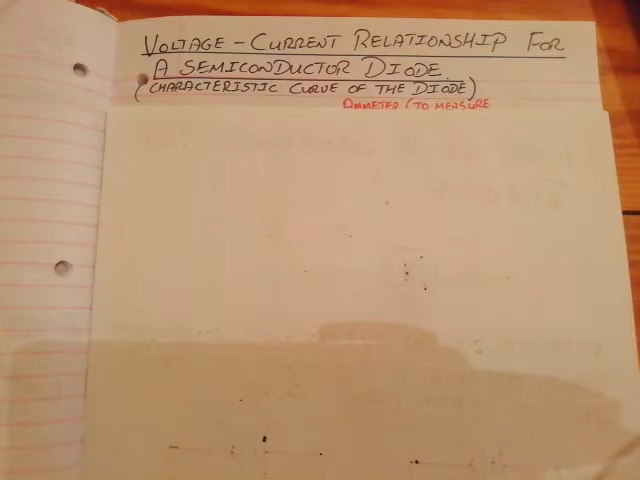 VOLTAGE - CURRENT RELATIONSHIP FOR
A SEMICONDUCTOR DIODE.
(CHARACTERISTIC CURVE OF THE DIODE)
AMMETER (TO MEASURE